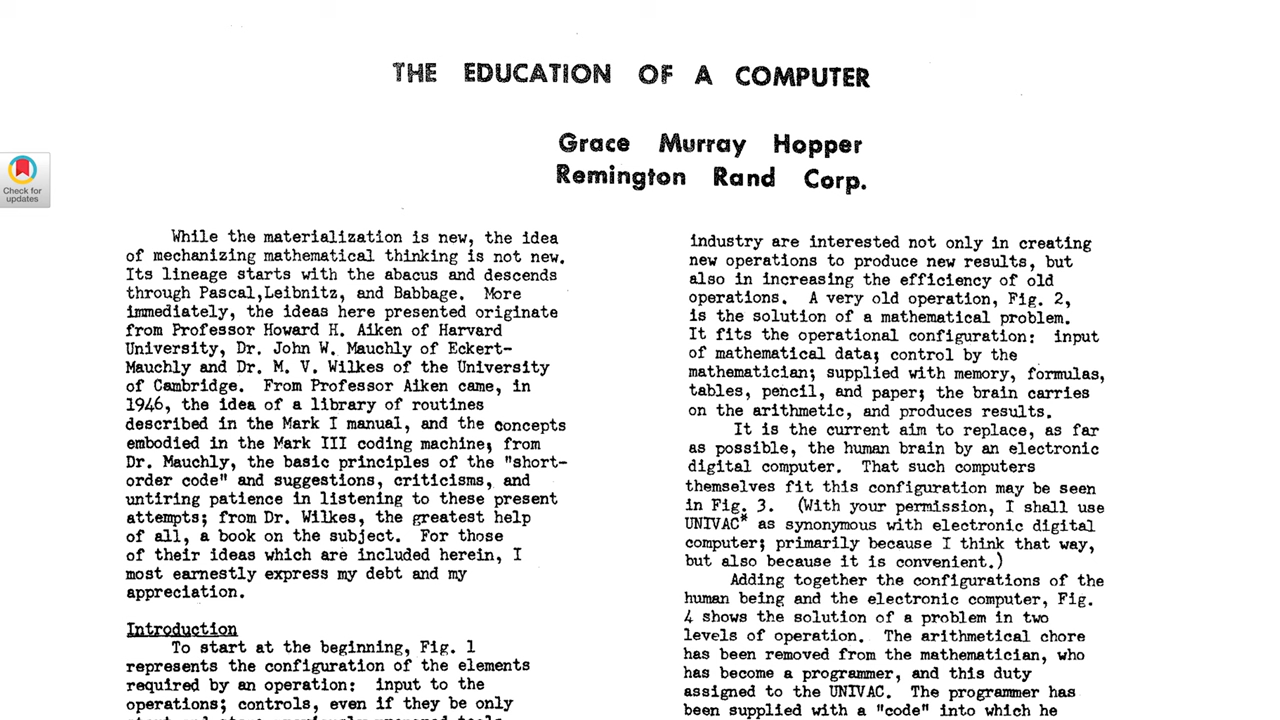 THE EDUCATION OF A COMPUTER
Grace Murray Hopper
Remington Rand Corp.
Check for
updates
While the materialization is new, the idea
of mechanizing mathematical thinking is not new.
Its lineage starts with the abacus and descends
through Pascal,Leibnitz, and Babbage. More
immediately, the ideas here presented originate
from Professor Howard H. Aiken of Harvard
University, Dr. John W. Mauchly of Eckert-
Mauchly and Dr. M. V. Wilkes of the University
of Cambridge. From Professor Aiken came, in
1946, the idea of a library of routines
described in the Mark I manual, and the concepts
embodied in the Mark III coding machine; from
Dr. Mauchly, the basic principles of the "short-
order code" and suggestions, criticisms, and
untiring patience in listening to these present
attempts; from Dr. Wilkes, the greatest help
of all, a book on the subject. For those
of their ideas which are included herein, I
most earnestly express my debt and my
appreciation.
Introduction
To start at the beginning, Fig. 1
represents the configuration of the elements
required by an operation: input to the
operations; controls, even if they be only
industry are interested not only in creating
new operations to produce new results, but
also in increasing the efficiency of old
operations. A very old operation, Fig. 2,
is the solution of a mathematical problem.
It fits the operational configuration: input
of mathematical data; control by the
mathematician; supplied with memory, formulas,
tables, pencil, and paper; the brain carries
on the arithmetic, and produces results.
It is the current aim to replace, as far
as possible, the human brain by an electronic
digital computer. That such computers
themselves fit this configuration may be seen
in Fig. 3. (With your permission, I shall use
UNIVAC* as synonymous with electronic digital
computer; primarily because I think that way,
but also because it is convenient.)
Adding together the configurations of the
human being and the electronic computer, Fig.
4 shows the solution of a problem in two
levels of operation. The arithmetical chore
has been removed from the mathematician, who
has become a programmer, and this duty
assigned to the UNIVAC. The programmer has
been supplied with a "code" into which he